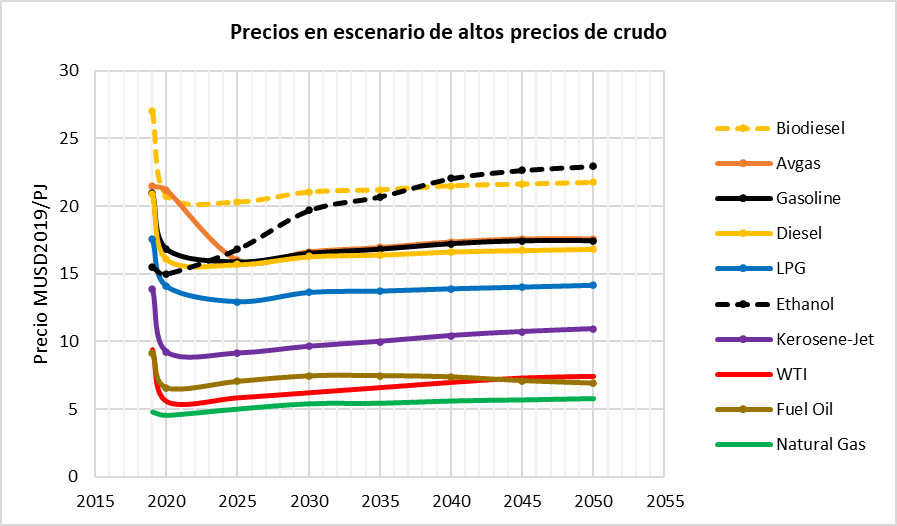 Precios en escenario de altos precios de crudo
Precio MUSD2019/PJ
30
25
20
15
10
5
0
2015 2020 2025 2030 2035 2040 2045 2050 2055
Biodiesel
Avgas
Gasoline
Diesel
LPG
Ethanol
Kerosene-Jet
WTI
Fuel Oil
Natural Gas